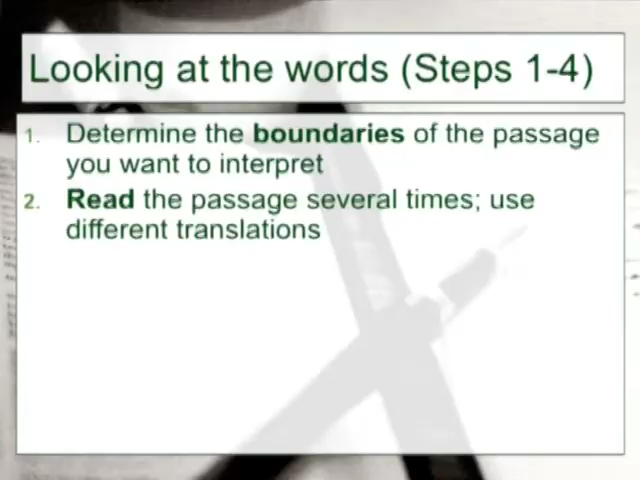 Looking at the words (Steps 1-4)
1. Determine the boundaries of the passage
you want to interpret
2. Read the passage several times; use
different translations